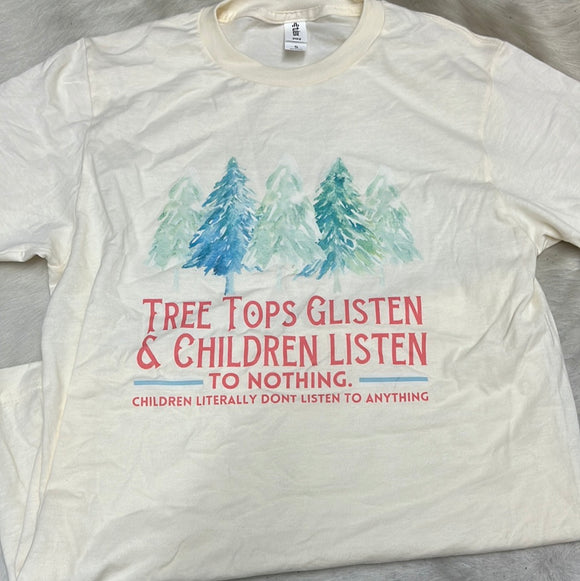 TREE TOPS GLISTEN
& CHILDREN LISTEN
TO NOTHING.
CHILDREN LITERALLY DONT LISTEN TO ANYTHING